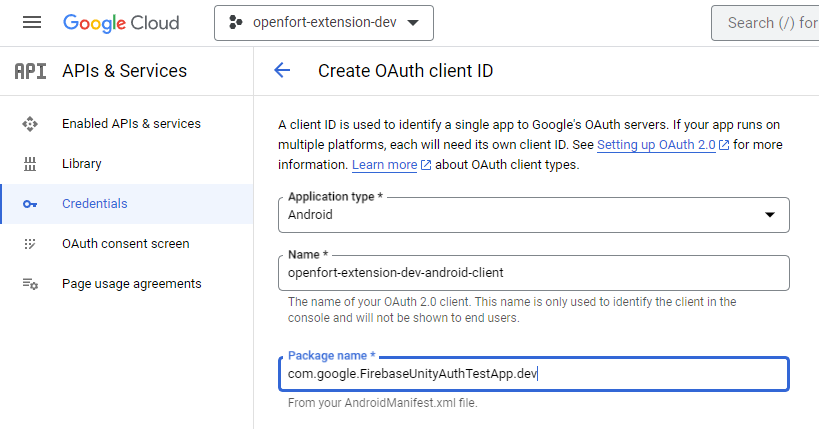 Google Cloud
openfort-extension-dev
Search (/) for
API
APIs & Services
Create OAuth client ID
Enabled APIs & services
Library
Credentials
OAuth consent screen
Page usage agreements
A client ID is used to identify a single app to Google's OAuth servers. If your app runs on
multiple platforms, each will need its own client ID. See Setting up OAuth 2.0 for more
information. Learn more about OAuth client types.
Application type *
Android
Name *
openfort-extension-dev-android-client
The name of your OAuth 2.0 client. This name is only used to identify the client in the
console and will not be shown to end users.
Package name *
com.google.FirebaseUnityAuthTestApp.dev
From your AndroidManifest.xml file.